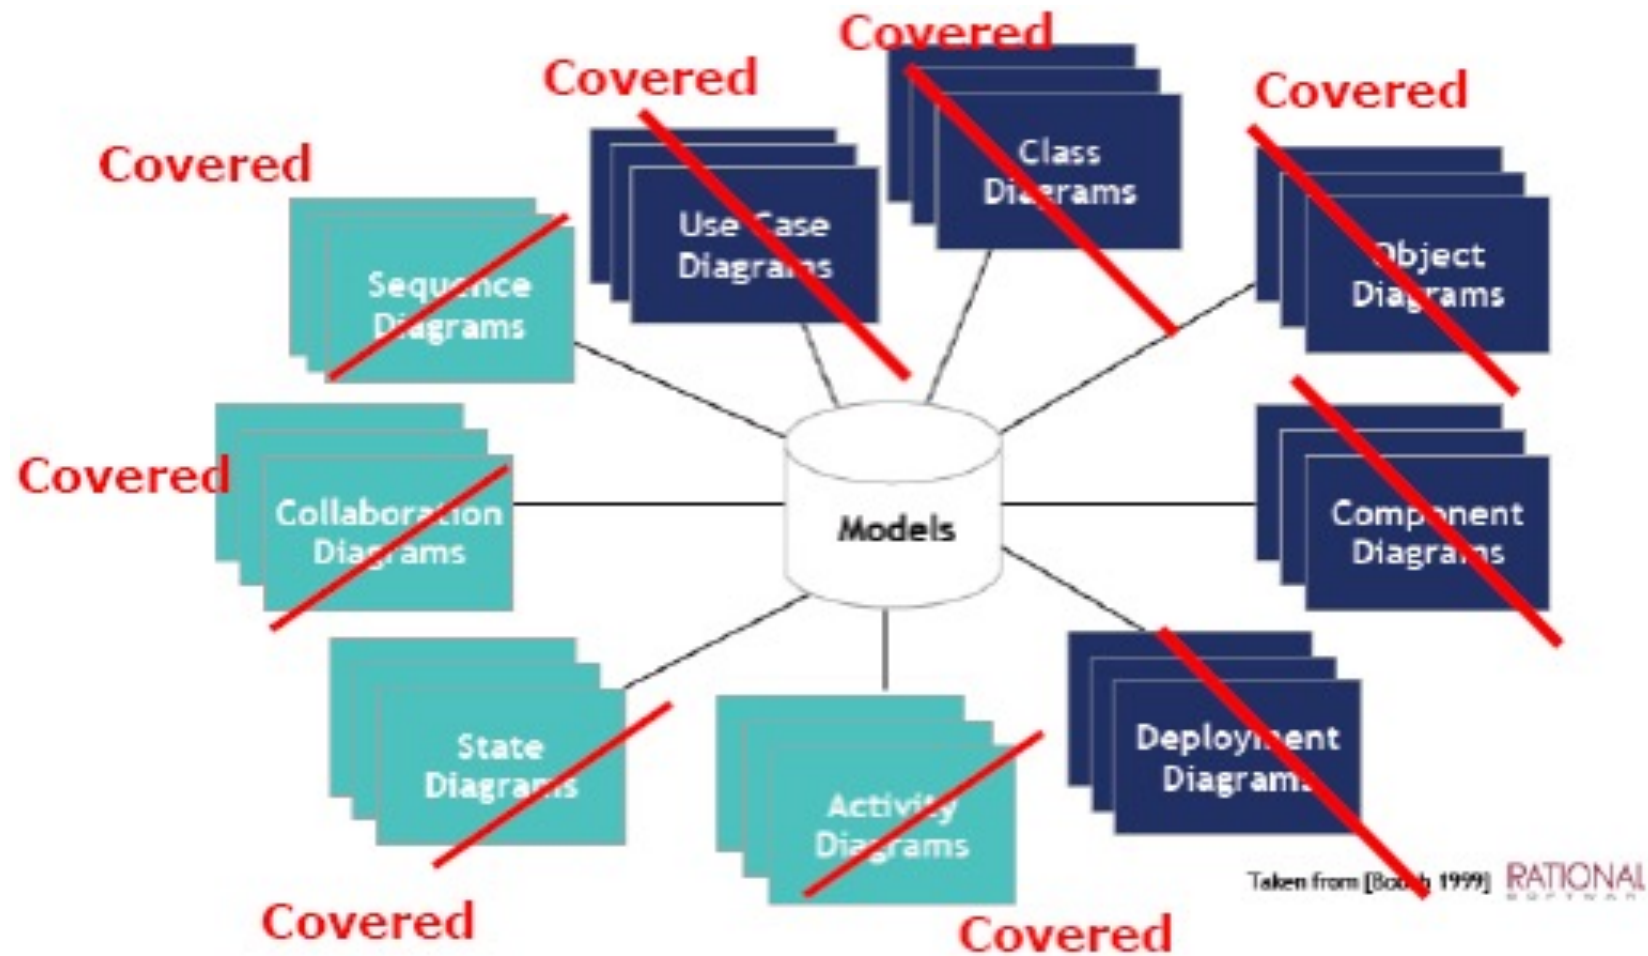 Covered
Covered
Covered
Covered
Class
Diagrams
Use Case
Diagrams
Object
Diagrams
Sequence
Diagrams
Covered
Collaboration
Diagrams
Models
Component
Diagrams
State
Diagrams
Activity
Diagrams
Deployment
Diagrams
Taken from [Booch 1999] RATIONAL
SOFTWAR
Covered
Covered